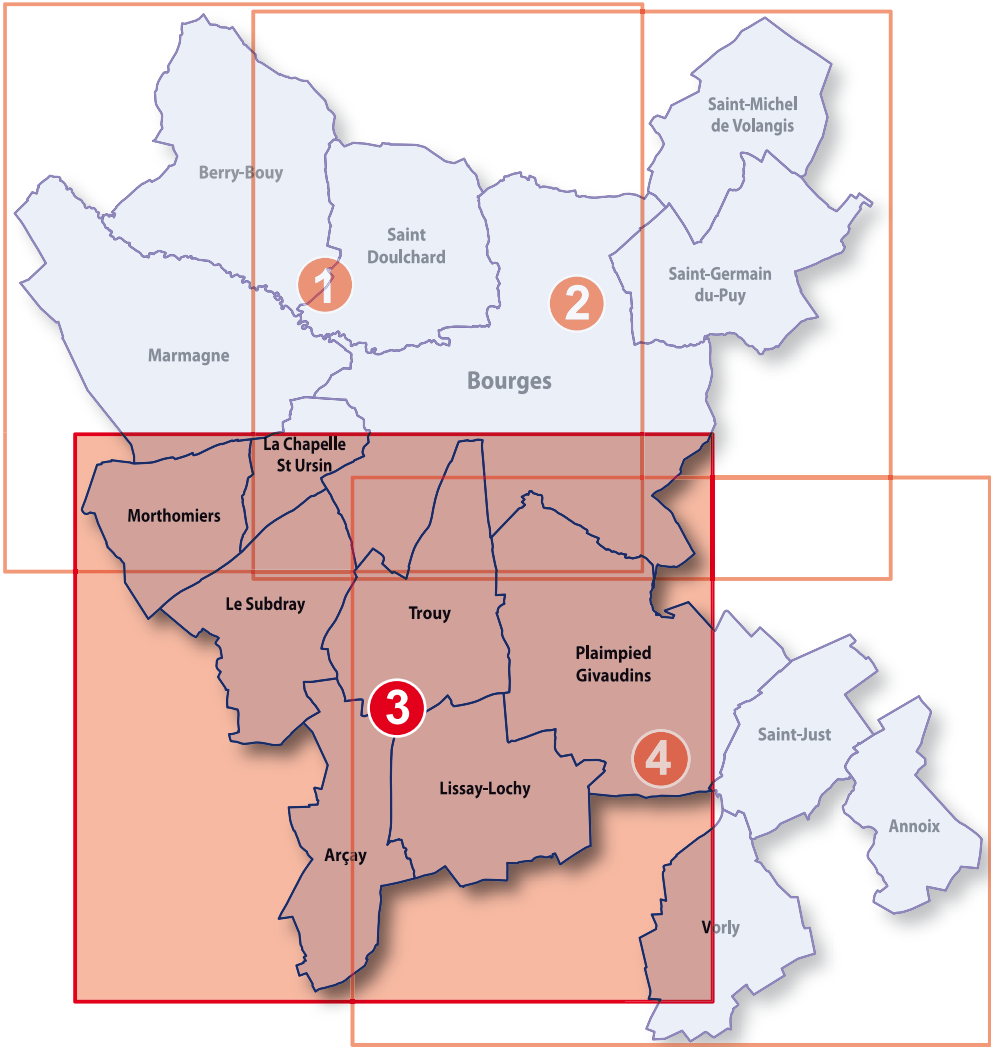 Saint-Michel
de Volangis
Berry-Bouy
Saint
Doulchard
Saint-Germain
du-Puy
1
2
Marmagne
Bourges
La Chapelle
St Ursin
Morthomiers
Le Subdray
Trouy
Plaimpied
Givaudins
3
Saint-Just
4
Lissay-Lochy
Annoix
Arçay
Vorly